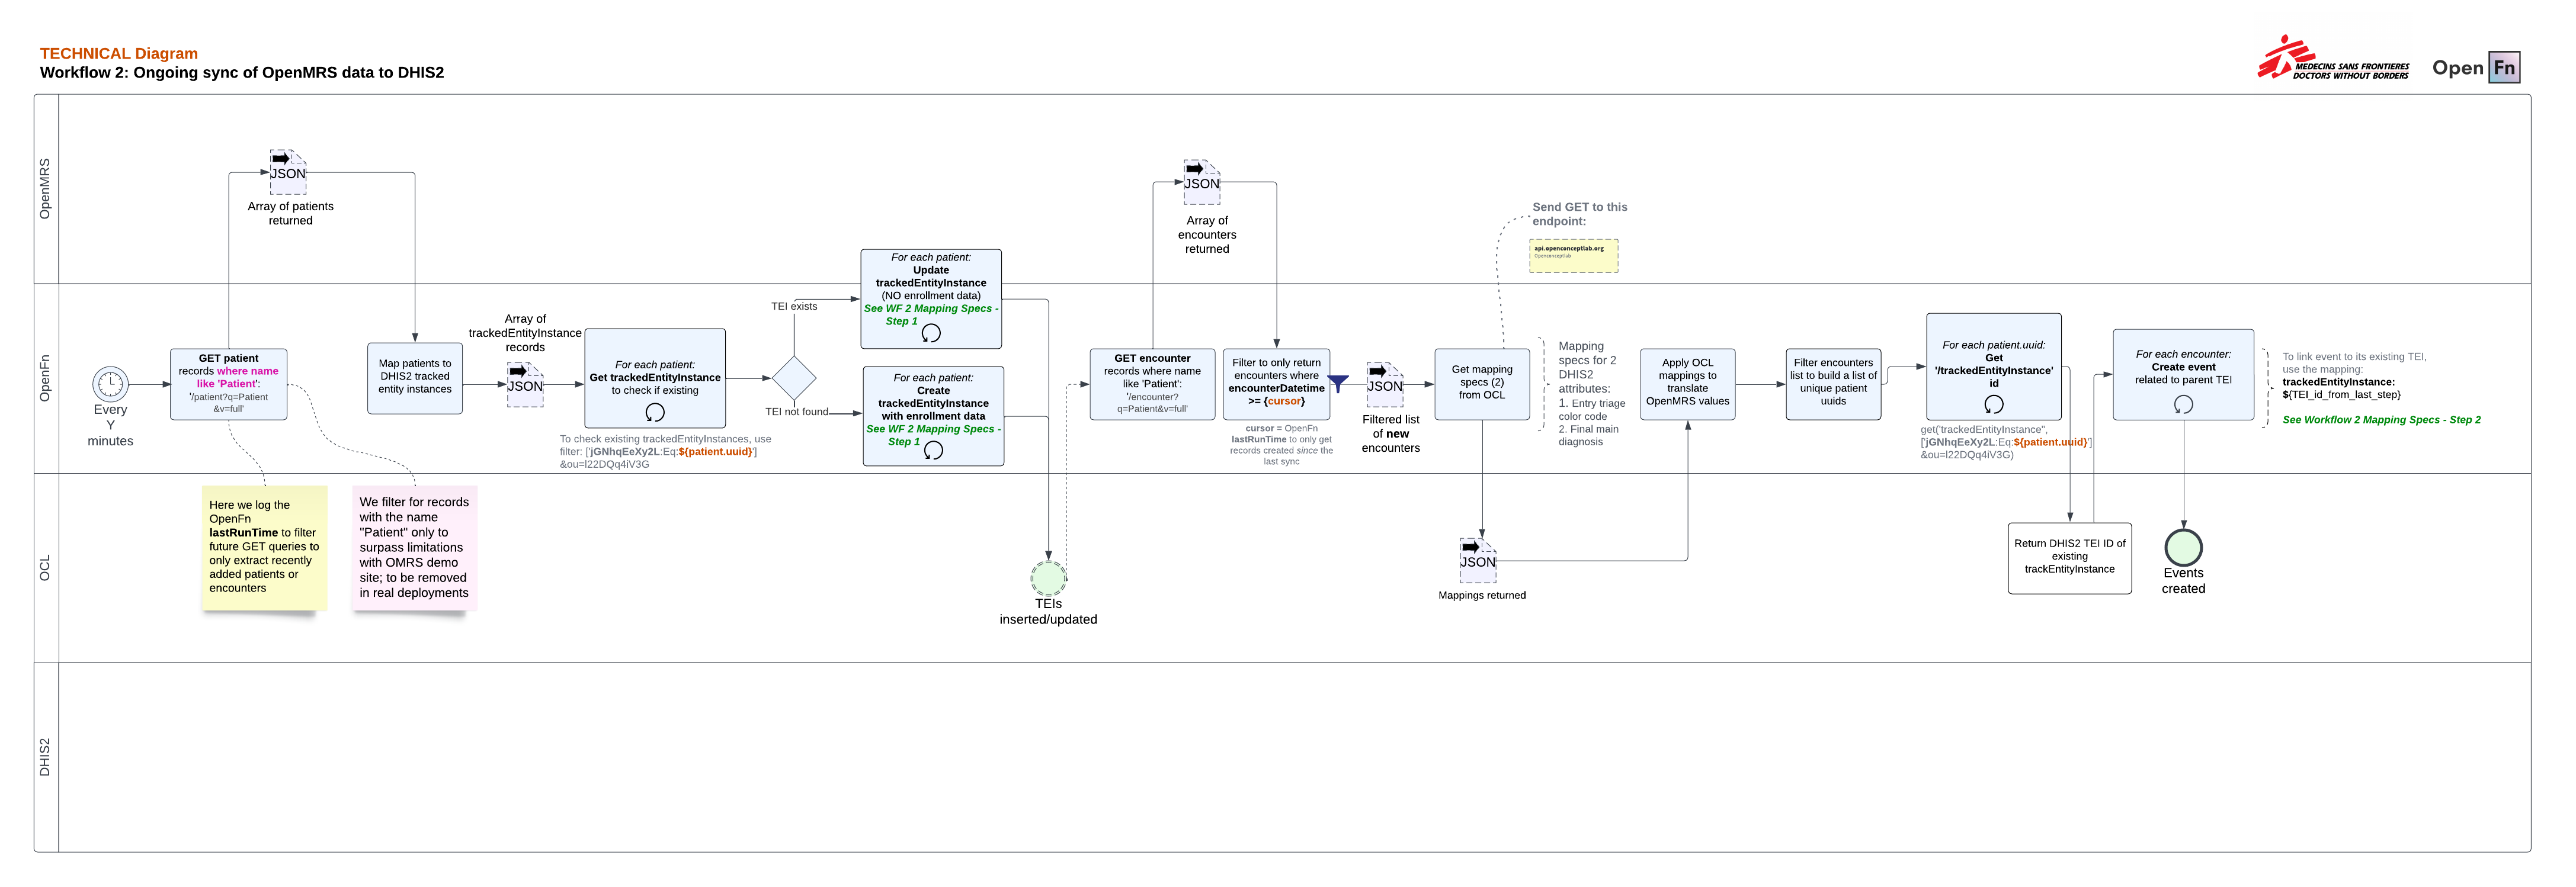 TECHNICAL Diagram
Workflow 2: Ongoing sync of OpenMRS data to DHIS2
MEDECINS SANS FRONTIERES
DOCTORS WITHOUT BORDERS
Open Fn
OpenMRS
JSON
Array of patients
returned
JSON
Array of
encounters
returned
Send GET to this
endpoint:
api.openconceptlab.org
Openconceptlab
OpenFn
Every
Y
minutes
GET patient
records where name
like 'Patient':
'/patient?q=Patient
&v=full'
Map patients to
DHIS2 tracked
entity instances
Array of
trackedEntityInstance
records
JSON
For each patient:
Get trackedEntityInstance
to check if existing
To check existing trackedEntityInstances, use
filter: ['jGNhqEeXy2L:Eq:${patient.uuid}']
&ou=l22DQq4iV3G
TEI exists
TEI not found
For each patient:
Update
trackedEntityInstance
(NO enrollment data)
See WF 2 Mapping Specs -
Step 1
For each patient:
Create
trackedEntityInstance
with enrollment data
See WF 2 Mapping Specs -
Step 1
GET encounter
records where name
like 'Patient':
'/encounter?
q=Patient&v=full'
Filter to only return
encounters where
encounterDatetime
>= {cursor}
cursor = OpenFn
lastRunTime to only get
records created since the
last sync
JSON
Filtered list
of new
encounters
Get mapping
specs (2)
from OCL
Mapping
specs for 2
DHIS2
attributes:
1. Entry triage
color code
2. Final main
diagnosis
Apply OCL
mappings to
translate
OpenMRS values
Filter encounters
list to build a list of
unique patient
uuids
For each patient.uuid:
Get
'/trackedEntityInstance'
id
get('trackedEntityInstance",
['jGNhqEeXy2L:Eq:${patient.uuid}']
&ou=l22DQq4iV3G)
For each encounter:
Create event
related to parent TEI
To link event to its existing TEI,
use the mapping:
trackedEntityInstance:
${TEI_id_from_last_step}
See Workflow 2 Mapping Specs - Step 2
OCL
Here we log the
OpenFn
lastRunTime to filter
future GET queries to
only extract recently
added patients or
encounters
We filter for records
with the name
"Patient" only to
surpass limitations
with OMRS demo
site; to be removed
in real deployments
TEIs
inserted/updated
JSON
Mappings returned
Return DHIS2 TEI ID of
existing
trackEntityInstance
Events
created
DHIS2